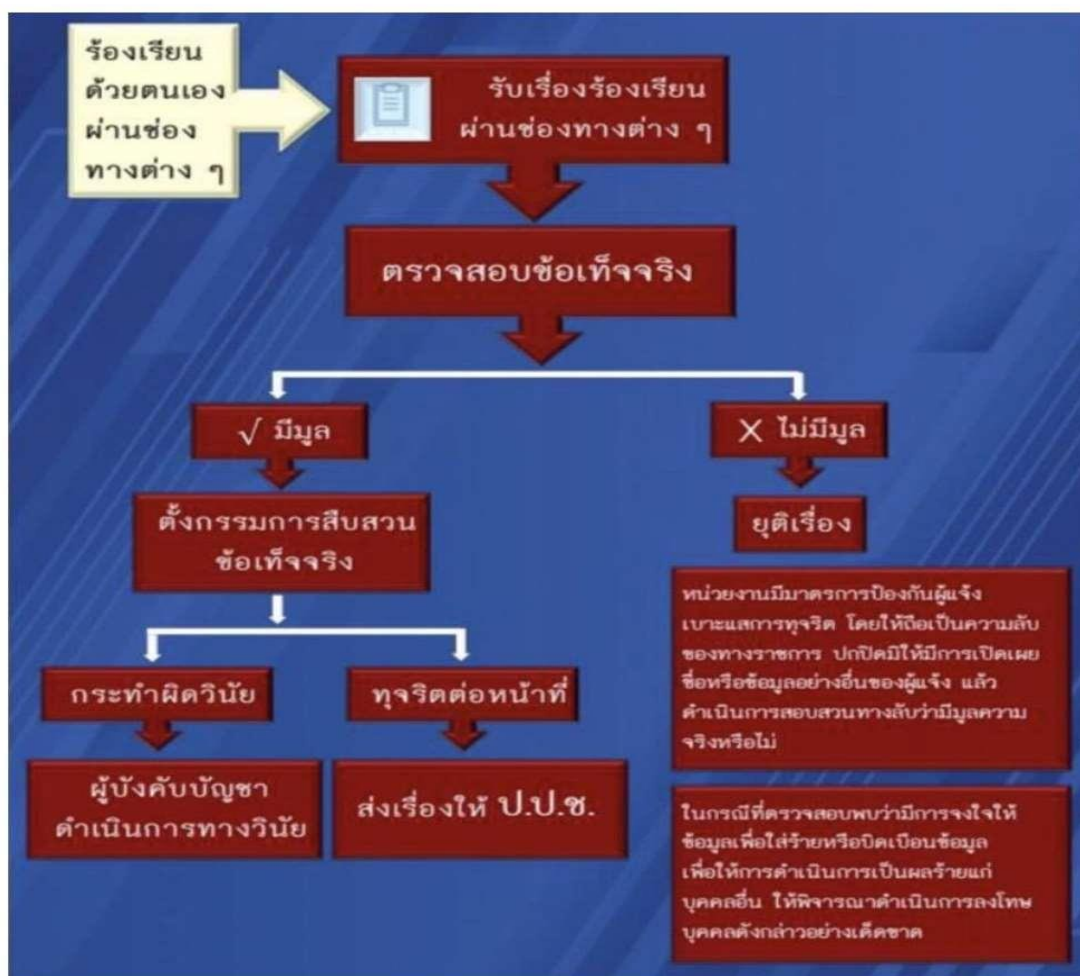 ร้องเรียน
ด้วยตนเอง
ผ่านช่อง
ทางต่าง ๆ
รับเรื่องร้องเรียน
ผ่านช่องทางต่าง ๆ
ตรวจสอบข้อเท็จจริง
√ มีมูล
X ไม่มีมูล
ตั้งกรรมการสืบสวน
ข้อเท็จจริง
ยุติเรื่อง
กระทำผิดวินัย
ทุจริตต่อหน้าที่
ผู้บังคับบัญชา
ดำเนินการทางวินัย
ส่งเรื่องให้ ป.ป.ช.
หน่วยงานมีมาตรการป้องกันผู้แจ้ง
เบาะแสการทุจริต โดยให้ถือเป็นความลับ
ของทางราชการ ปกปิดมิให้มีการเปิดเผย
ชื่อหรือข้อมูลอย่างอื่นของผู้แจ้ง แล้ว
ดำเนินการสอบสวนทางลับว่ามีมูลความ
จริงหรือไม่
ในกรณีที่ตรวจสอบพบว่ามีการจงใจให้
ข้อมูลเพื่อใส่ร้ายหรือบิดเบือนข้อมูล
เพื่อให้การดำเนินการเป็นผลร้ายแก่
บุคคลอื่น ให้พิจารณาดำเนินการลงโทษ
บุคคลดังกล่าวอย่างเด็ดขาด